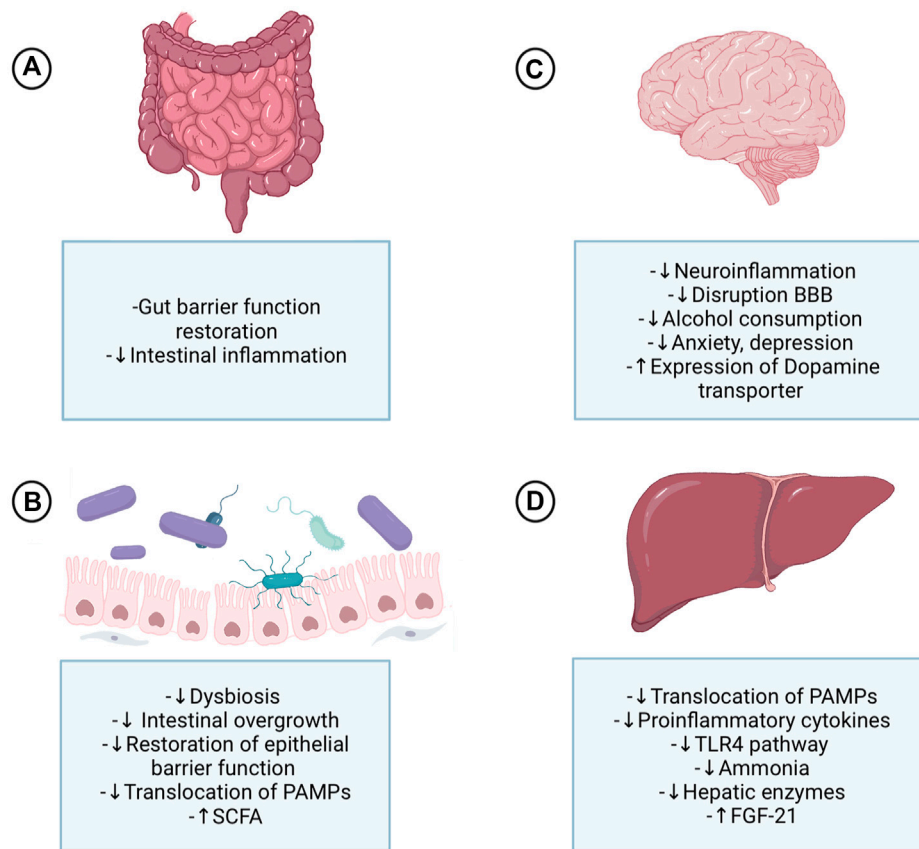 A
-Gut barrier function
restoration
-↓Intestinal inflammation
B
-↓Dysbiosis
-↓ Intestinal overgrowth
-↓Restoration of epithelial
barrier function
-↓Translocation of PAMPs
-↑SCFA
C
-↓Neuroinflammation
-↓Disruption BBB
-↓Alcohol consumption
-↓Anxiety, depression
-↑Expression of Dopamine
transporter
D
-↓Translocation of PAMPs
-↓Proinflammatory cytokines
-↓TLR4 pathway
-↓Ammonia
-↓Hepatic enzymes
-↑FGF-21